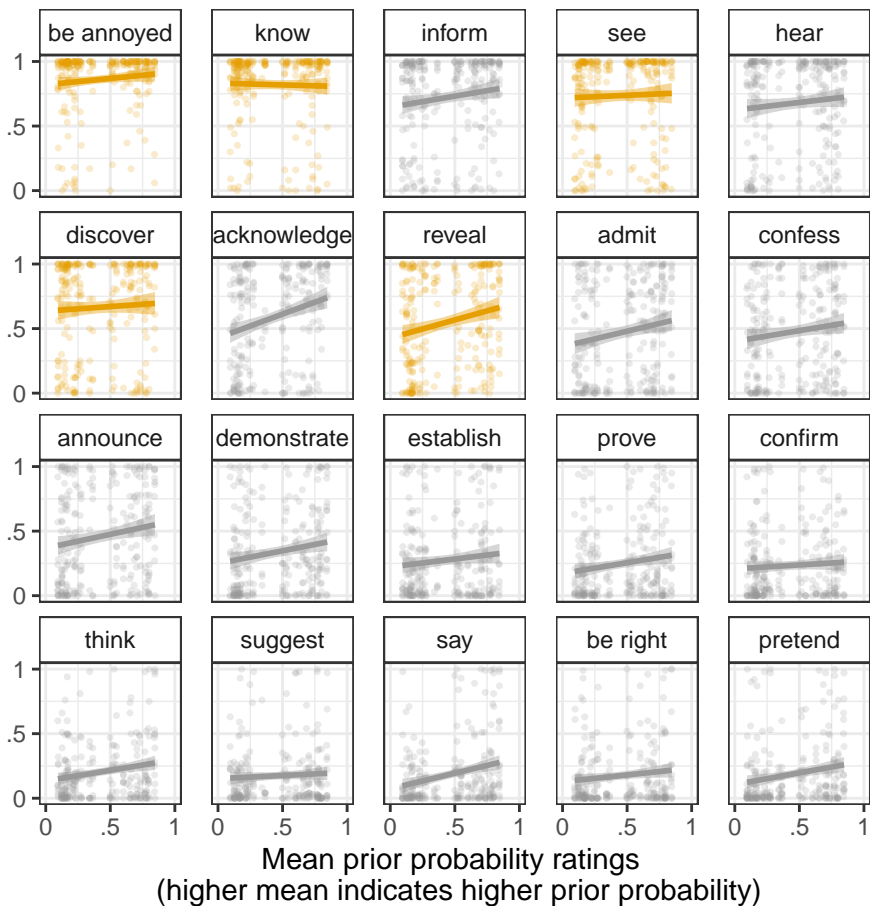 be annoyed know inform see hear
1
.5
0
discover acknowledge reveal admit confess
1
.5
0
announce demonstrate establish prove confirm
1
.5
0
think suggest say be right pretend
1
.5
0
0 .5 1 0 .5 1 0 .5 1 0 .5 1 0 .5 1
Mean prior probability ratings
(higher mean indicates higher prior probability)